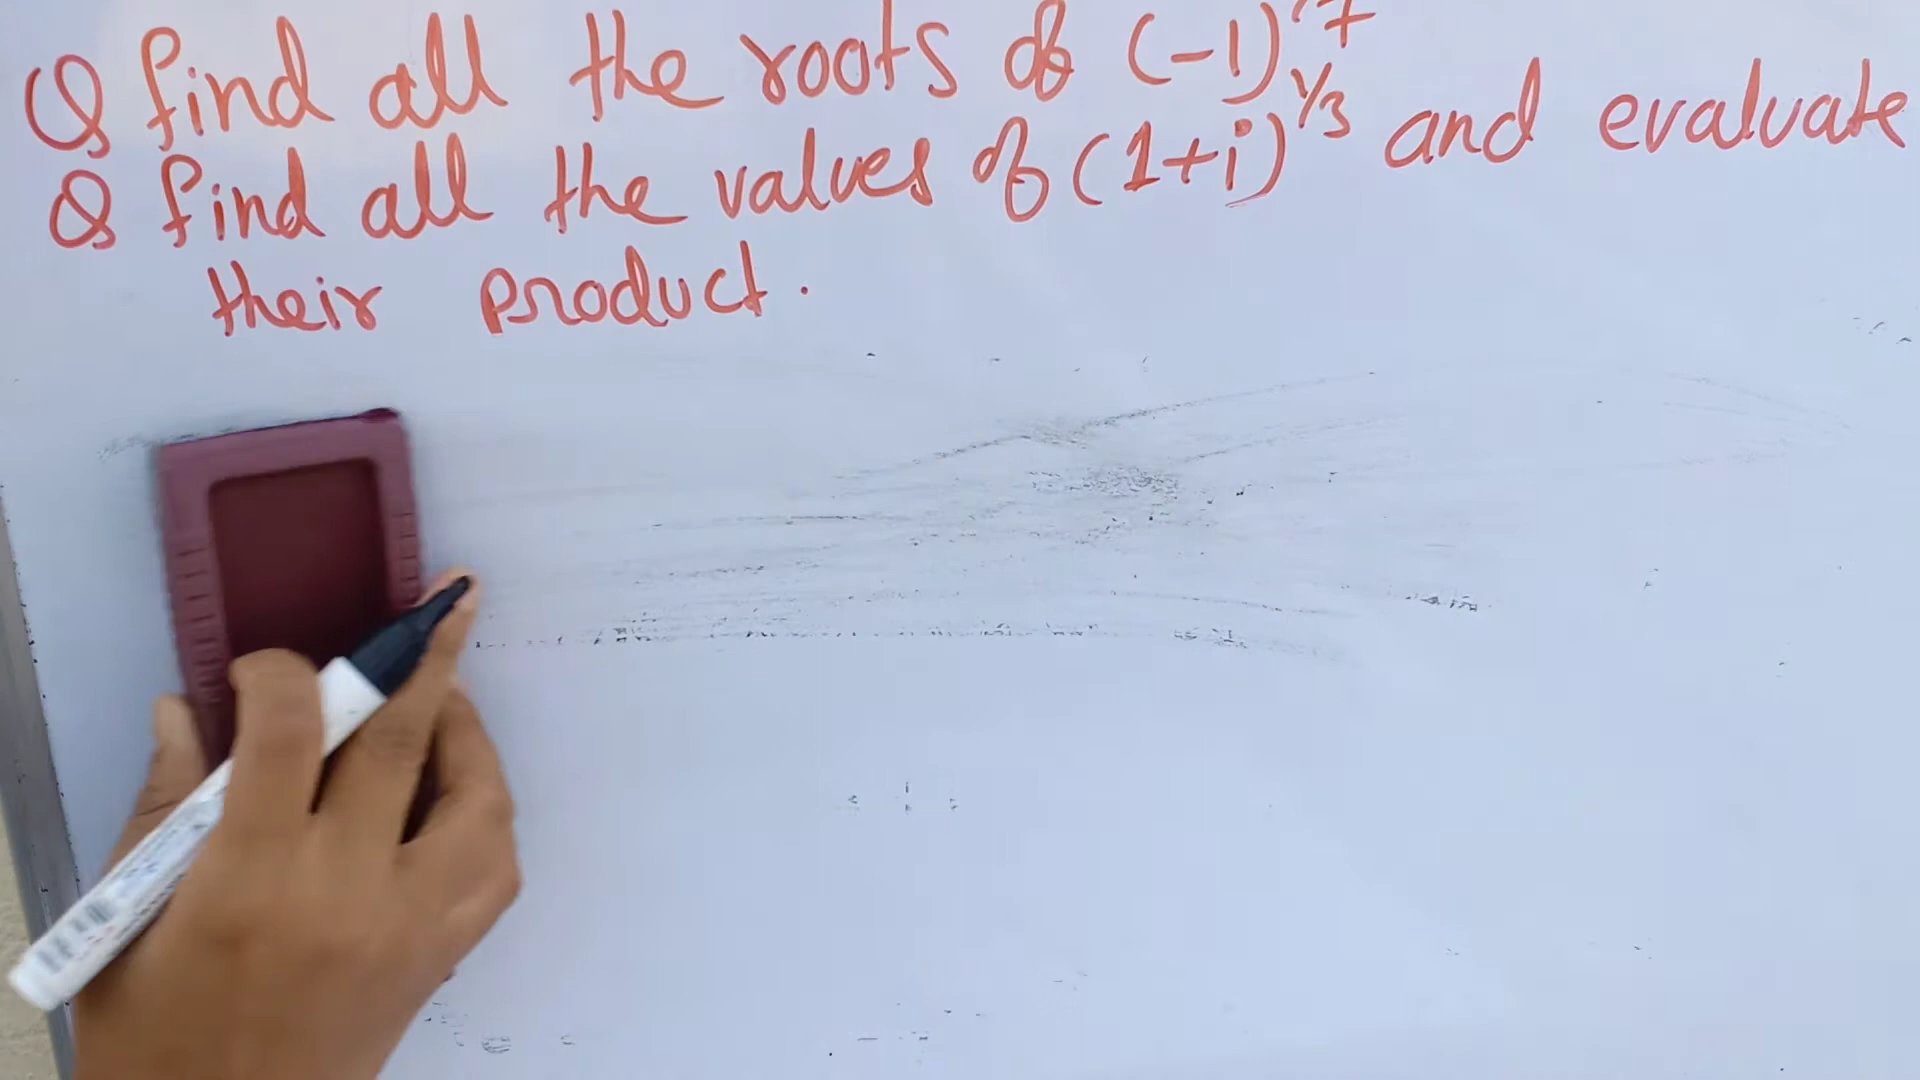 Q find all the roots of (-1)^1/7
Q find all the values of (1+i)^1/3 and evaluate
their product.